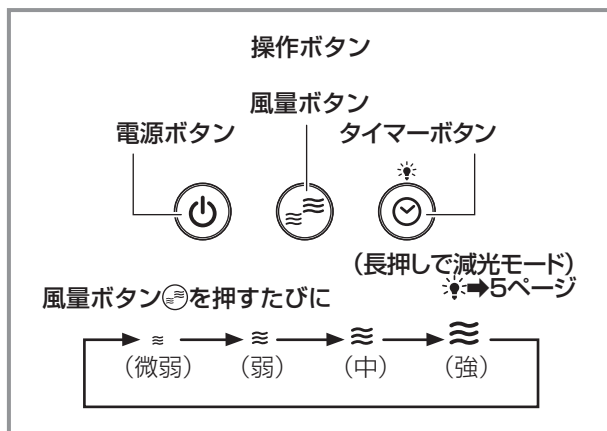 操作ボタン
風量ボタン
電源ボタン
タイマーボタン
(長押しで減光モード)
➡5ページ
風量ボタンを押すたびに
(微弱)
(弱)
(中)
(強)